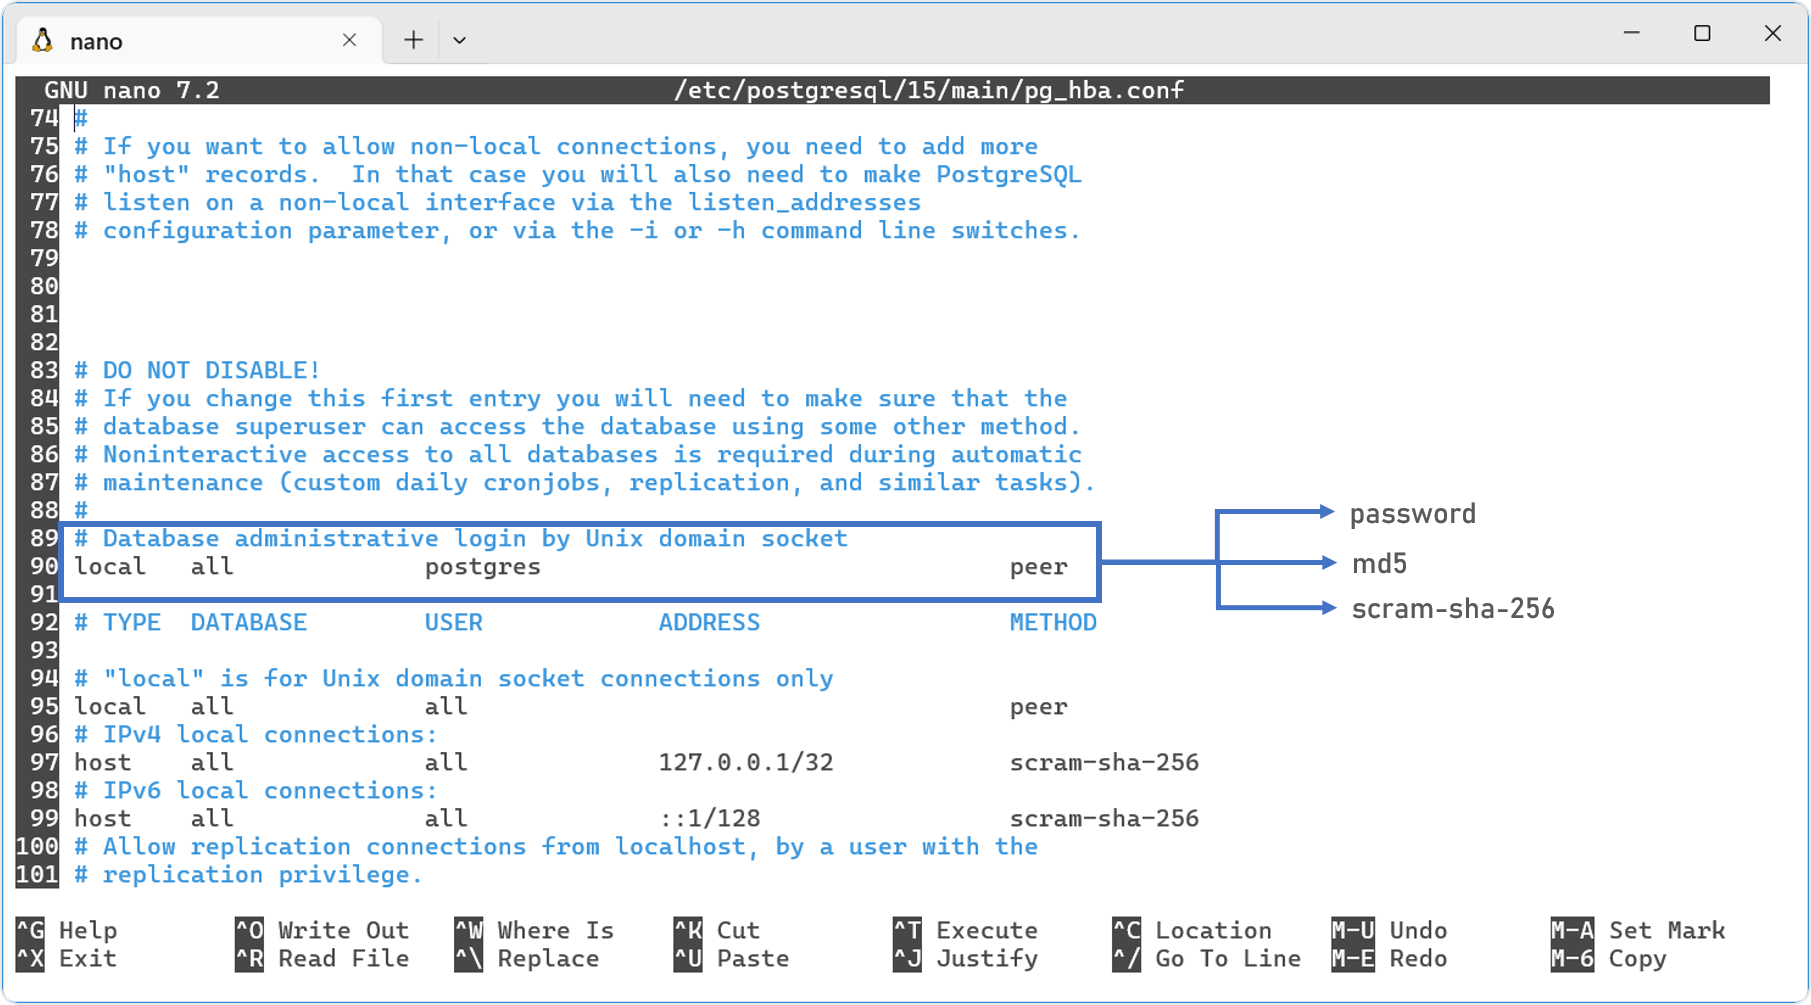 nano
GNU nano 7.2 /etc/postgresql/15/main/pg_hba.conf
74 #
75 # If you want to allow non-local connections, you need to add more
76 # "host" records.  In that case you will also need to make PostgreSQL
77 # listen on a non-local interface via the listen_addresses
78 # configuration parameter, or via the -i or -h command line switches.
79
80
81
82
83 # DO NOT DISABLE!
84 # If you change this first entry you will need to make sure that the
85 # database superuser can access the database using some other method.
86 # Noninteractive access to all databases is required during automatic
87 # maintenance (custom daily cronjobs, replication, and similar tasks).
88 #
password
89 # Database administrative login by Unix domain socket
90 local   all             postgres                                peer
md5
91
scram-sha-256
92 # TYPE  DATABASE        USER            ADDRESS                 METHOD
93
94 # "local" is for Unix domain socket connections only
95 local   all             all                                     peer
96 # IPv4 local connections:
97 host    all             all             127.0.0.1/32            scram-sha-256
98 # IPv6 local connections:
99 host    all             all             ::1/128                 scram-sha-256
100 # Allow replication connections from localhost, by a user with the
101 # replication privilege.
^G Help ^O Write Out ^W Where Is ^K Cut ^T Execute ^C Location M-U Undo M-A Set Mark
^X Exit ^R Read File ^\ Replace ^U Paste ^J Justify ^/ Go To Line M-E Redo M-6 Copy